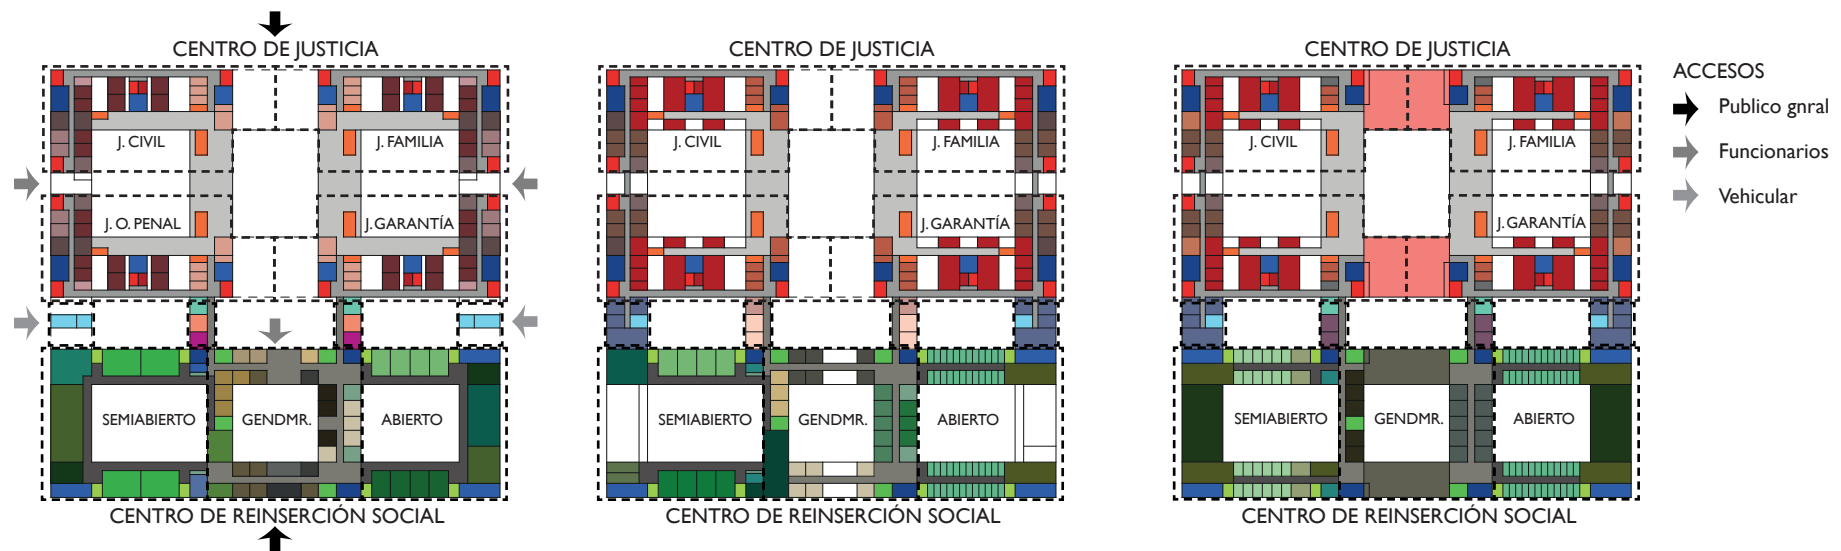 CENTRO DE JUSTICIA
J. CIVIL
J. FAMILIA
J. O. PENAL
J.GARANTÍA
SEMIABIERTO
GENDMR.
ABIERTO
CENTRO DE REINSERCIÓN SOCIAL
CENTRO DE JUSTICIA
J. CIVIL
J. FAMILIA
J.GARANTÍA
SEMIABIERTO
GENDMR.
ABIERTO
CENTRO DE REINSERCIÓN SOCIAL
CENTRO DE JUSTICIA
J. CIVIL
J. FAMILIA
J.GARANTÍA
SEMIABIERTO
GENDMR.
ABIERTO
CENTRO DE REINSERCIÓN SOCIAL
ACCESOS
Publico gnral
Funcionarios
Vehicular